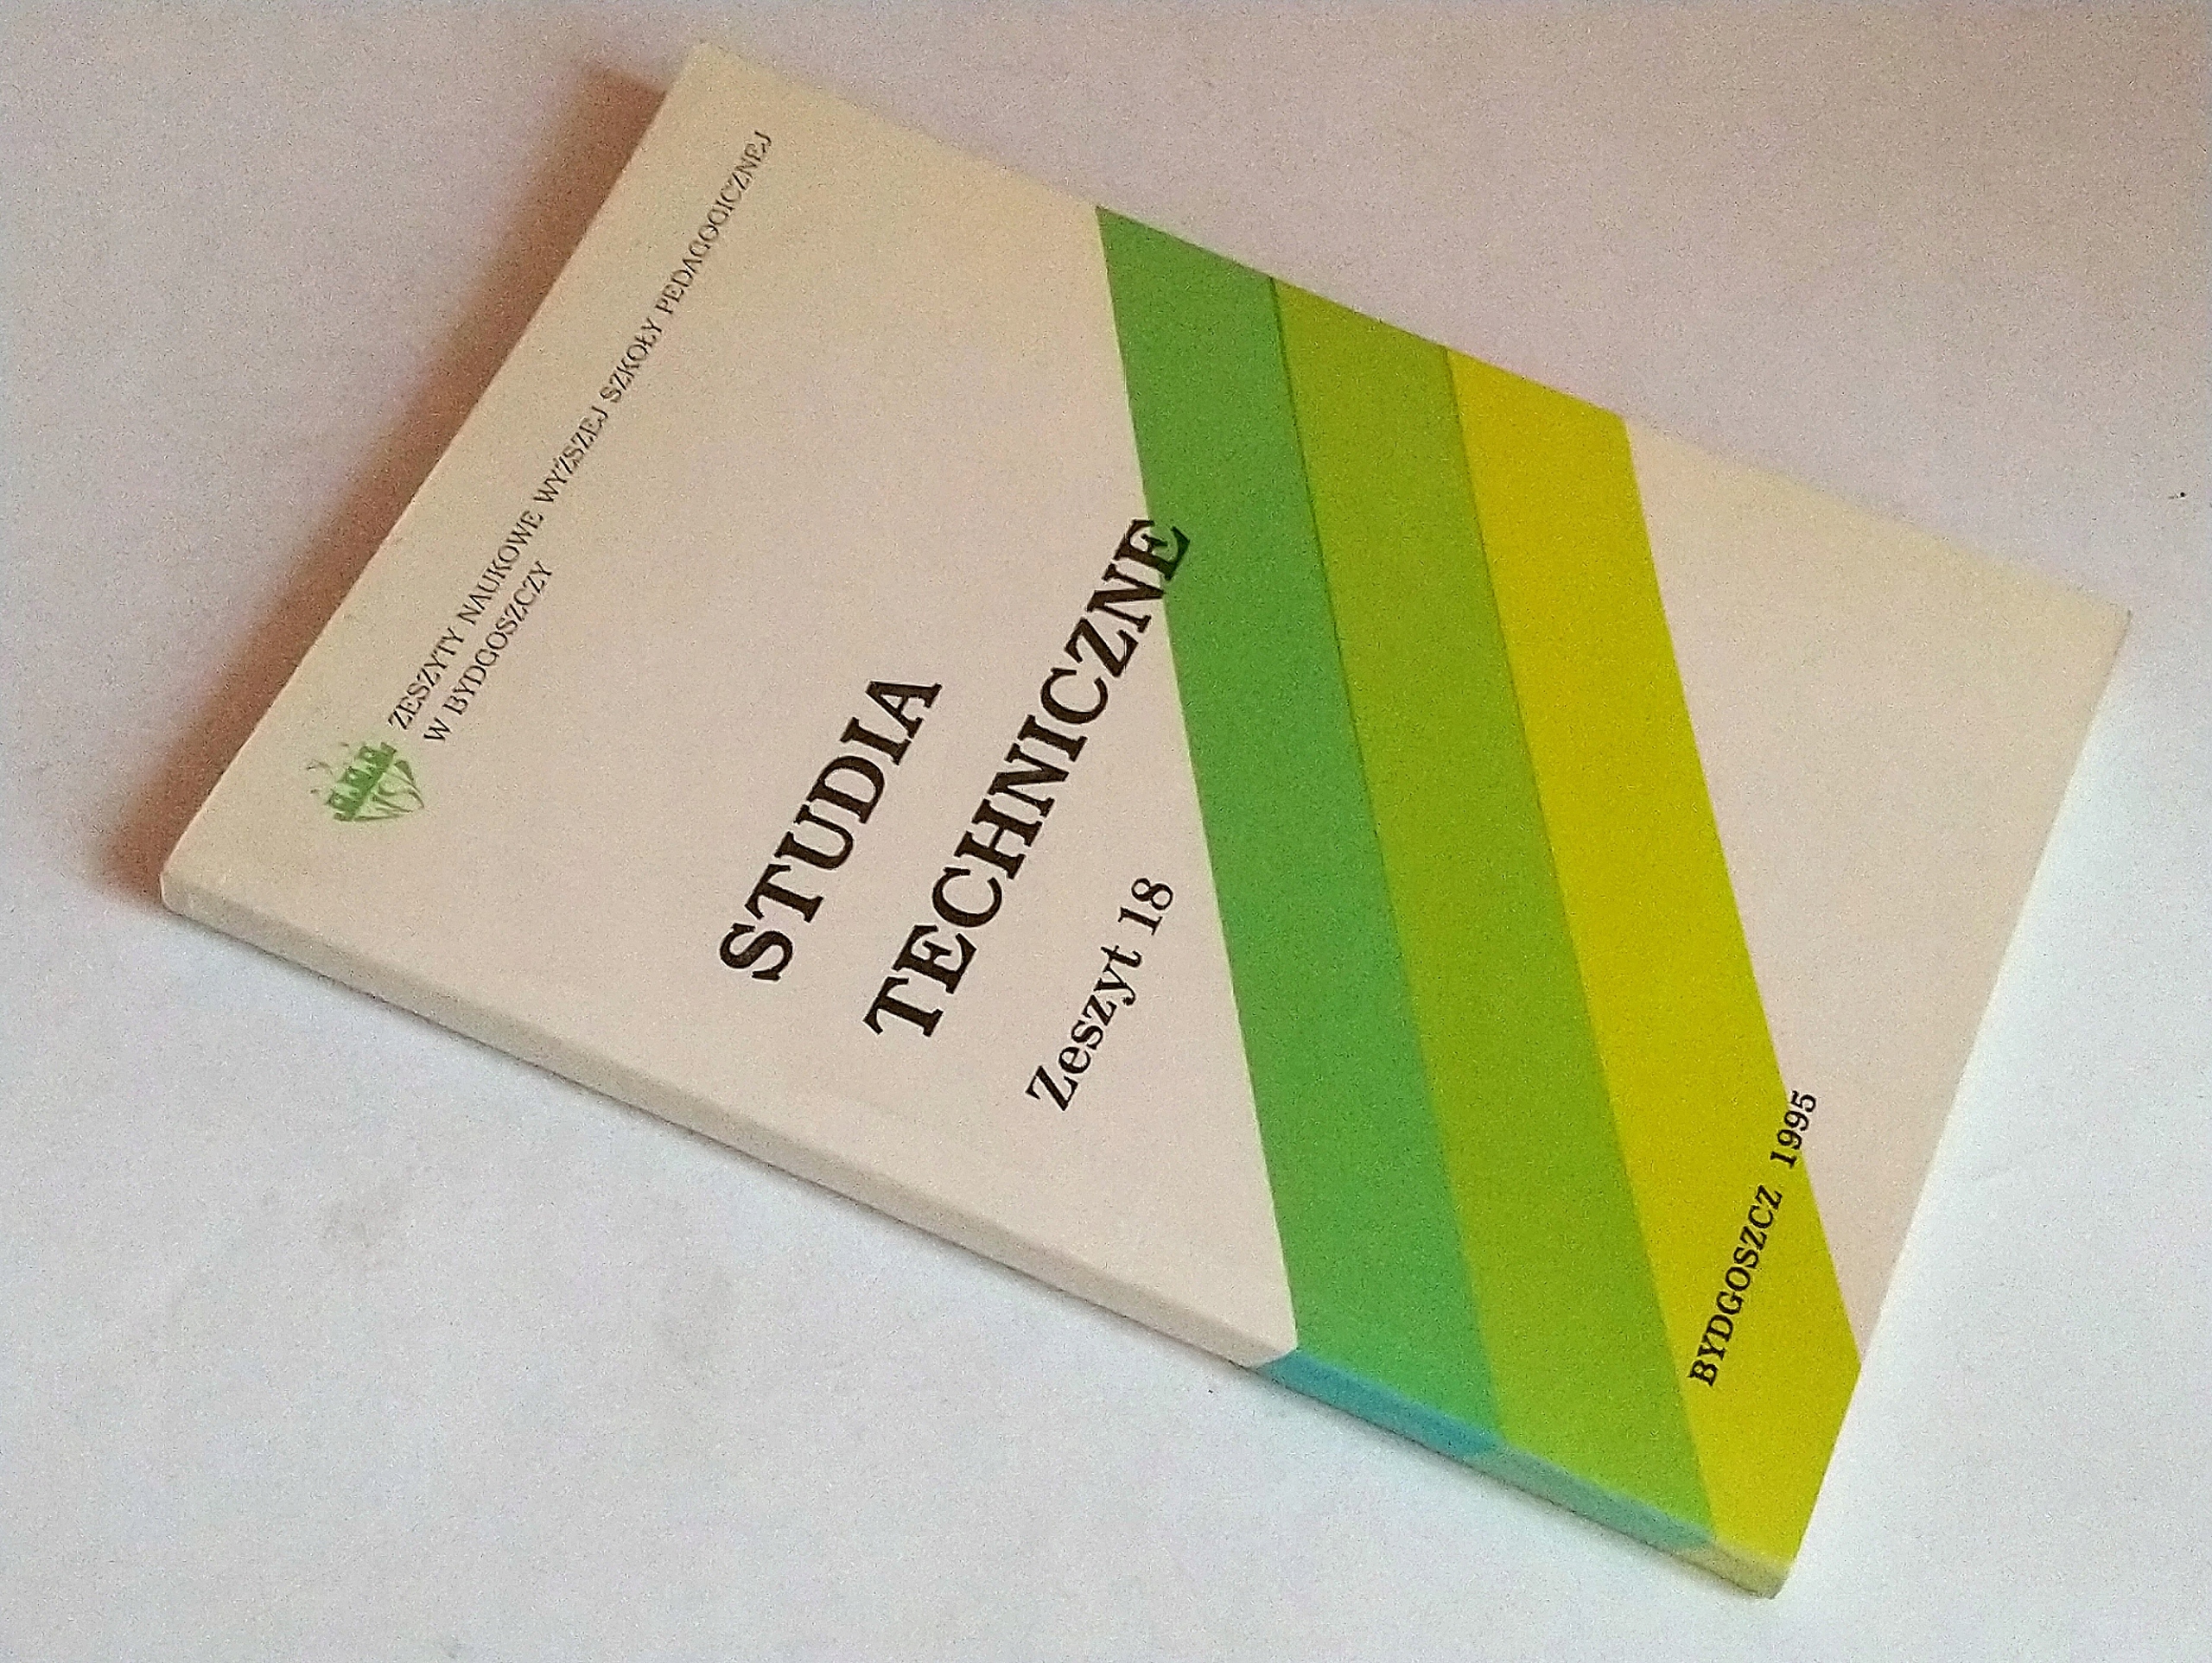 ZESZYTY NAUKOWE WYŻSZEJ SZKOŁY PEDAGOGICZNEJ
W BYDGOSZCZY
STUDIA
TECHNICZNE
Zeszyt 18
BYDGOSZCZ 1995